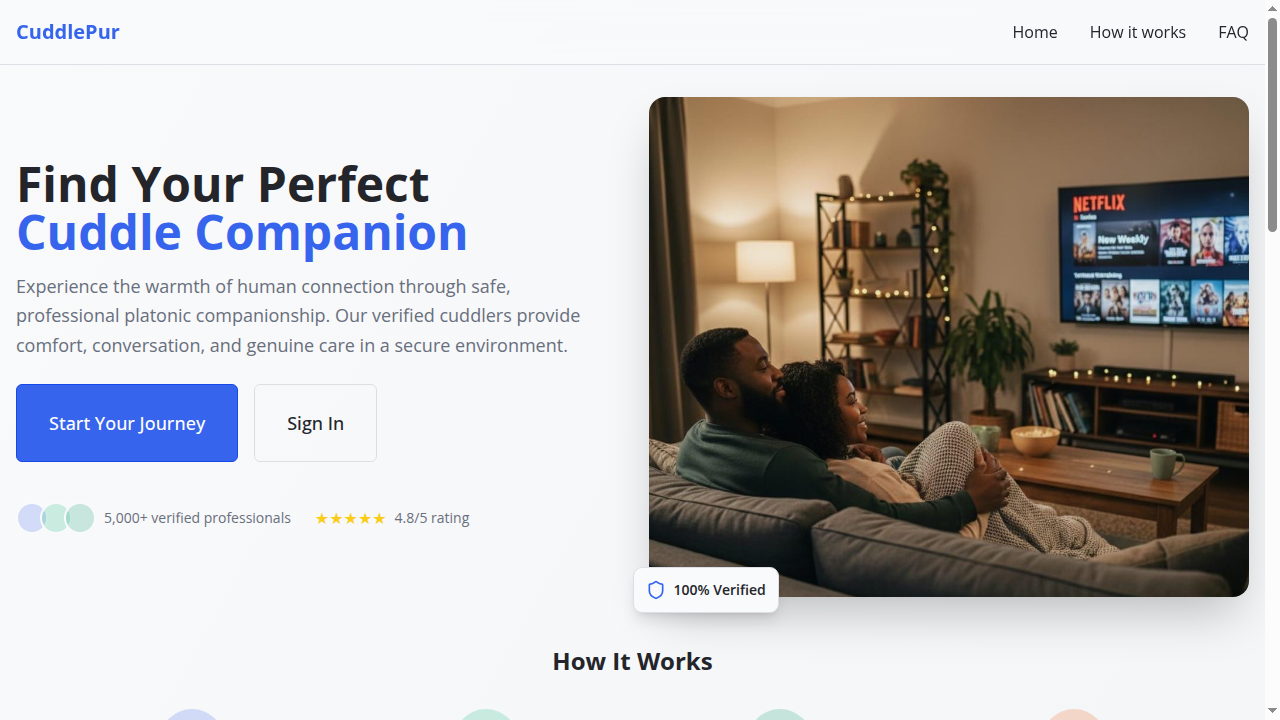 CuddlePur
Home
How it works
FAQ
Find Your Perfect
Cuddle Companion
Experience the warmth of human connection through safe,
professional platonic companionship. Our verified cuddlers provide
comfort, conversation, and genuine care in a secure environment.
Start Your Journey
Sign In
5,000+ verified professionals
★★★★★ 4.8/5 rating
NETFLIX
New Weekly
100% Verified
How It Works